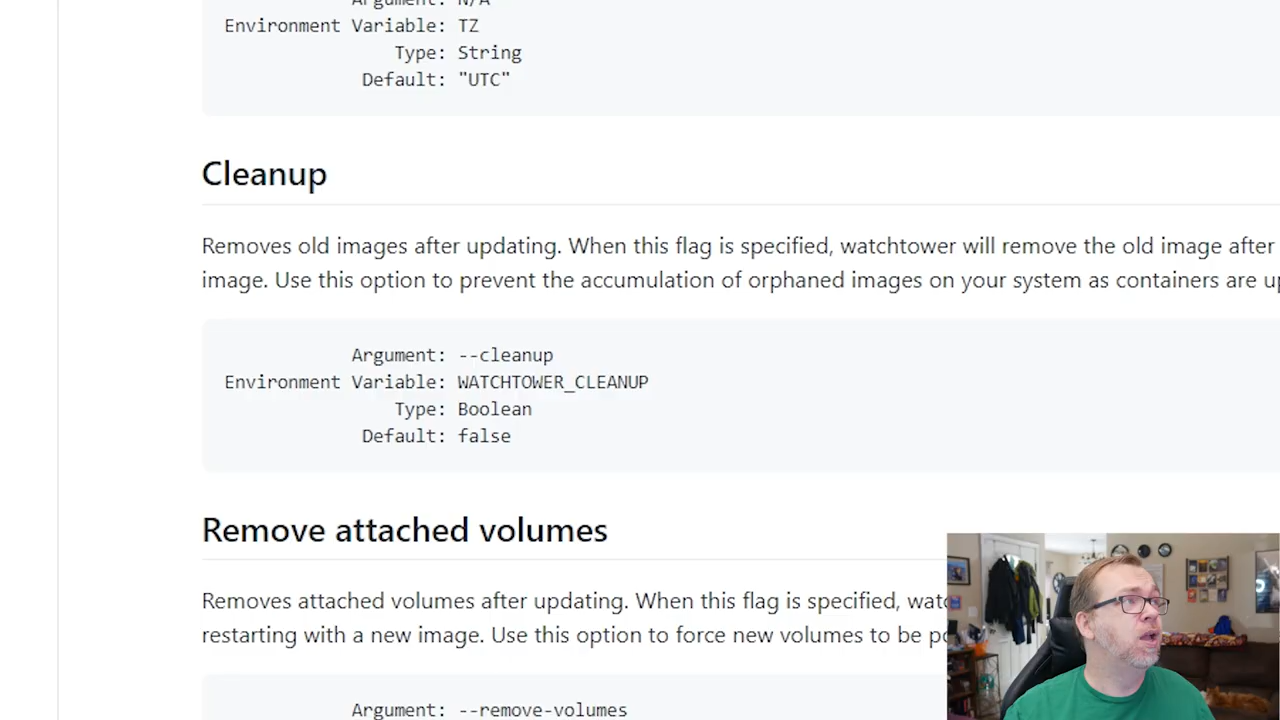 Argument: N/A
Environment Variable: TZ
Type: String
Default: "UTC"
Cleanup
Removes old images after updating. When this flag is specified, watchtower will remove the old image after
image. Use this option to prevent the accumulation of orphaned images on your system as containers are
Argument: --cleanup
Environment Variable: WATCHTOWER_CLEANUP
Type: Boolean
Default: false
Remove attached volumes
Removes attached volumes after updating. When this flag is specified,
restarting with a new image. Use this option to force new volumes to be
Argument: --remove-volumes